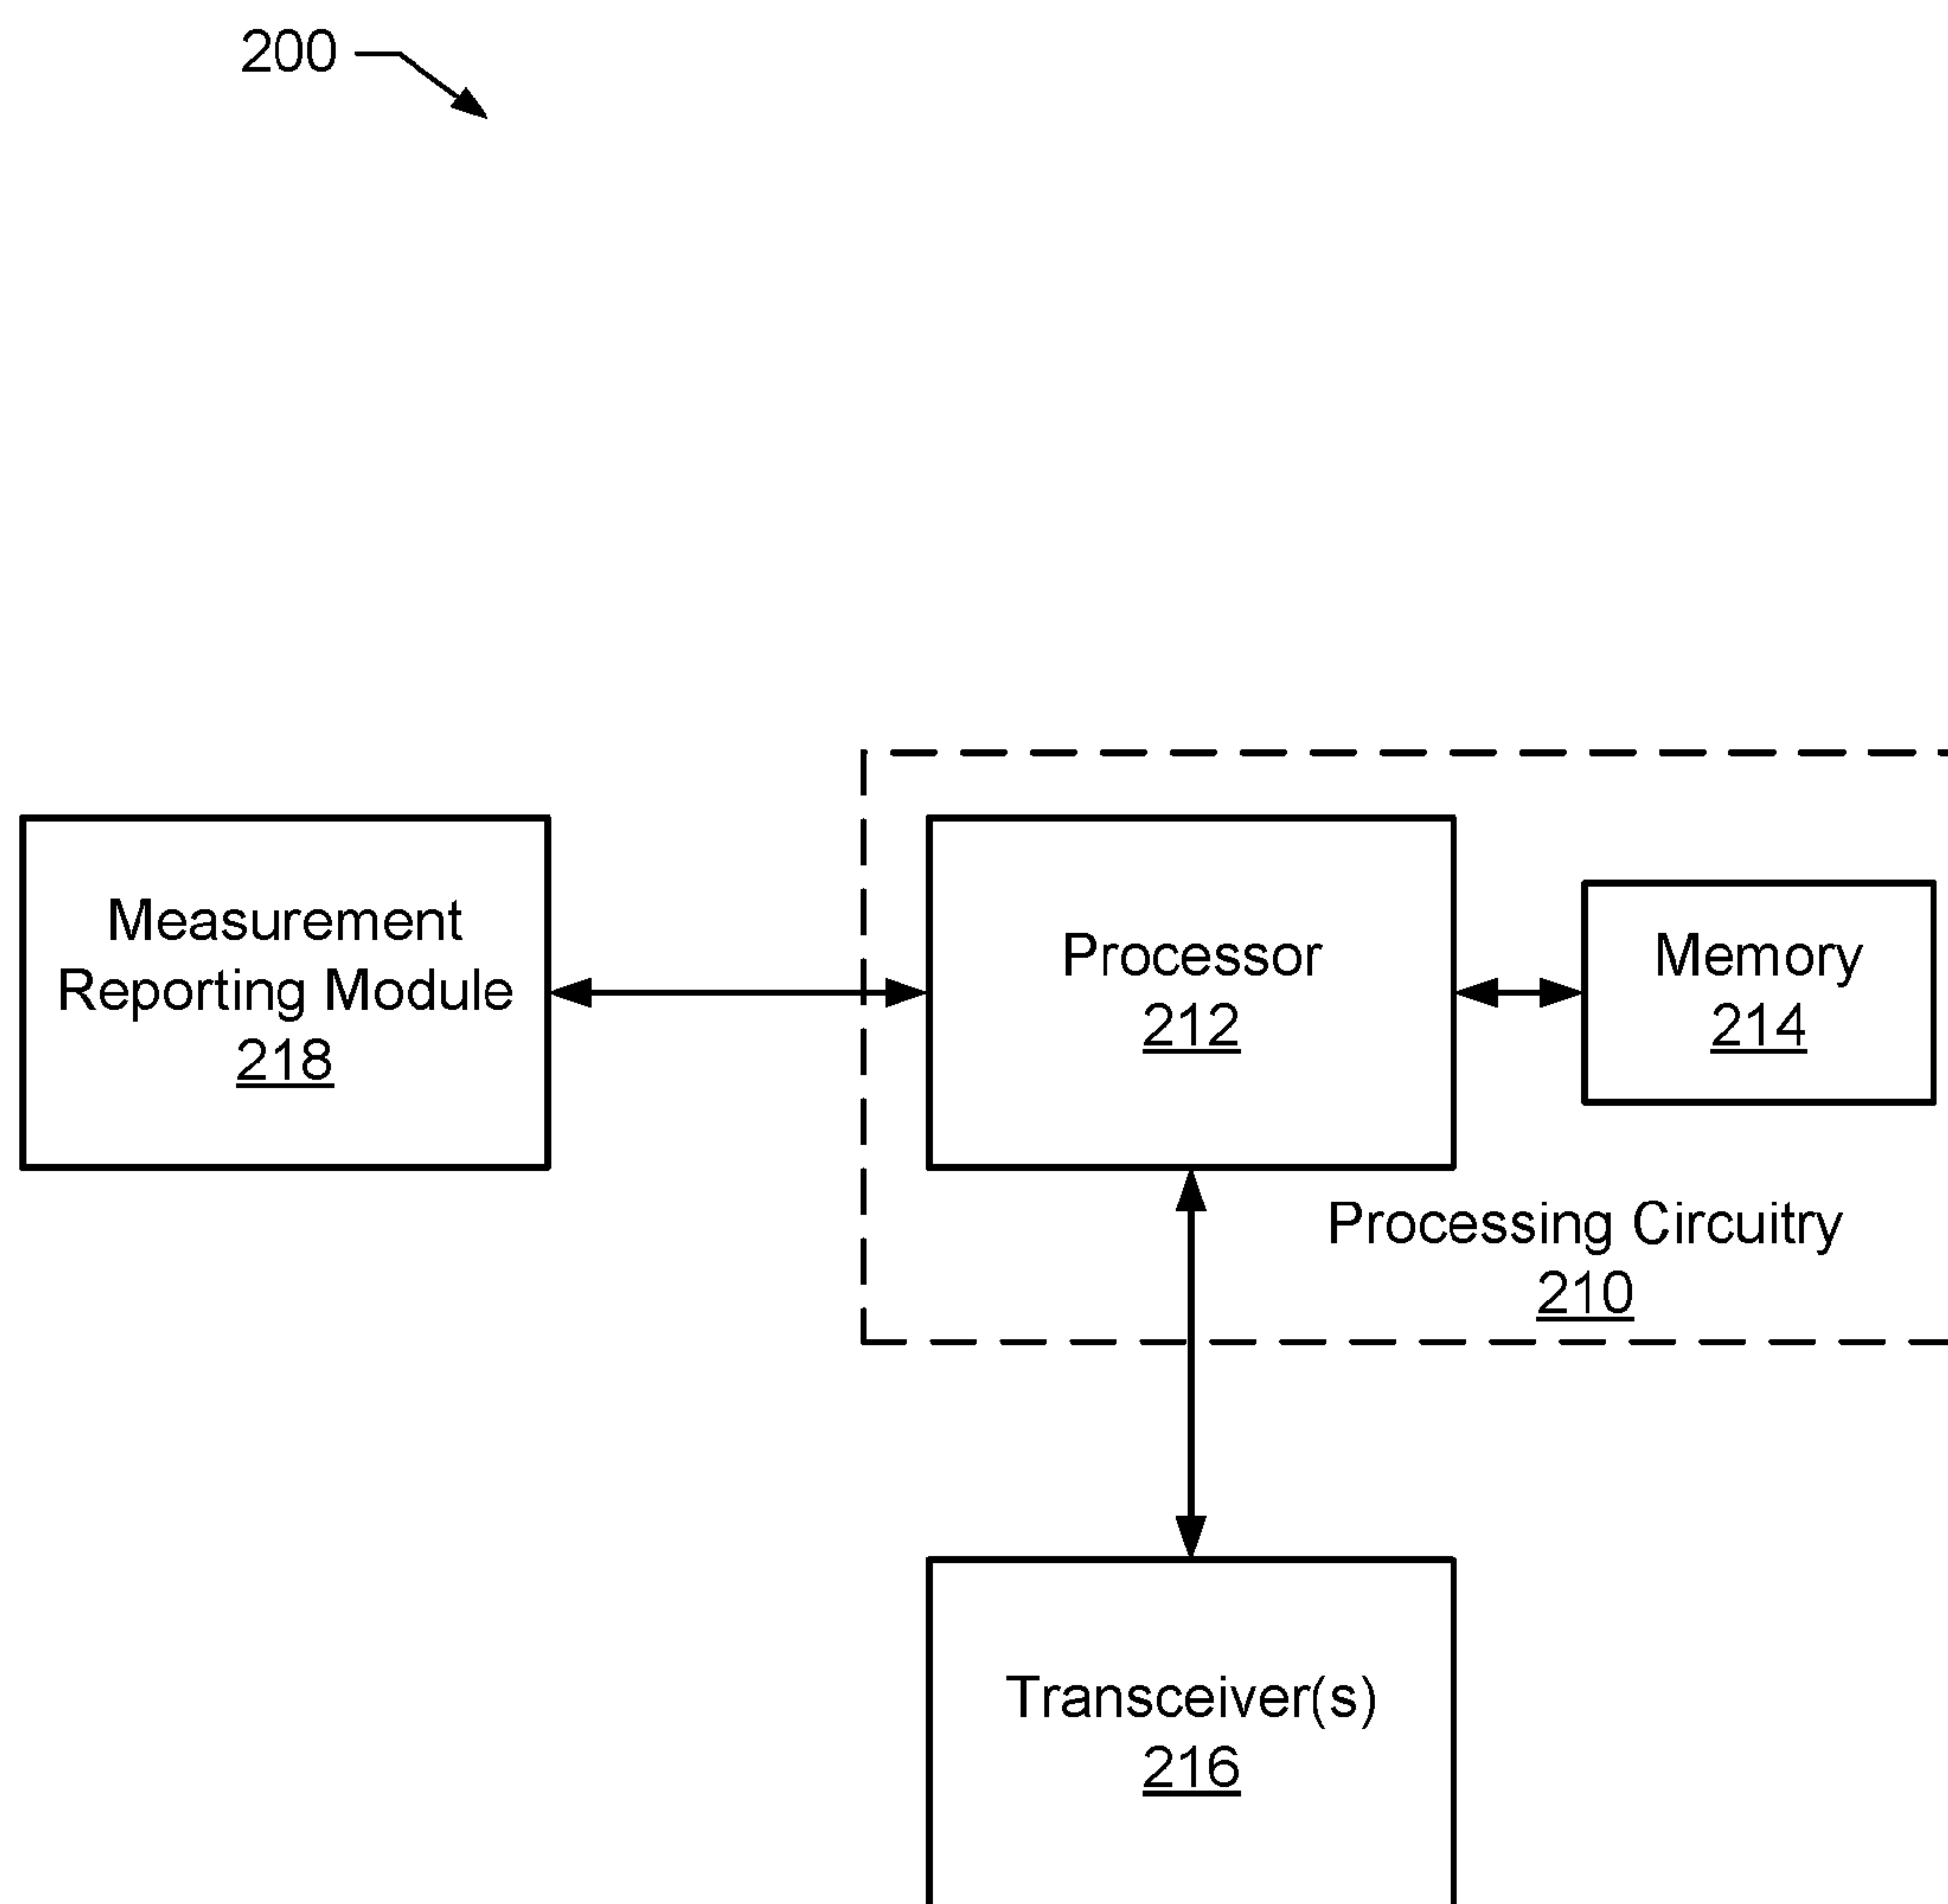 200
Measurement
Reporting Module
218
Processor
212
Memory
214
Processing Circuitry
210
Transceiver(s)
216